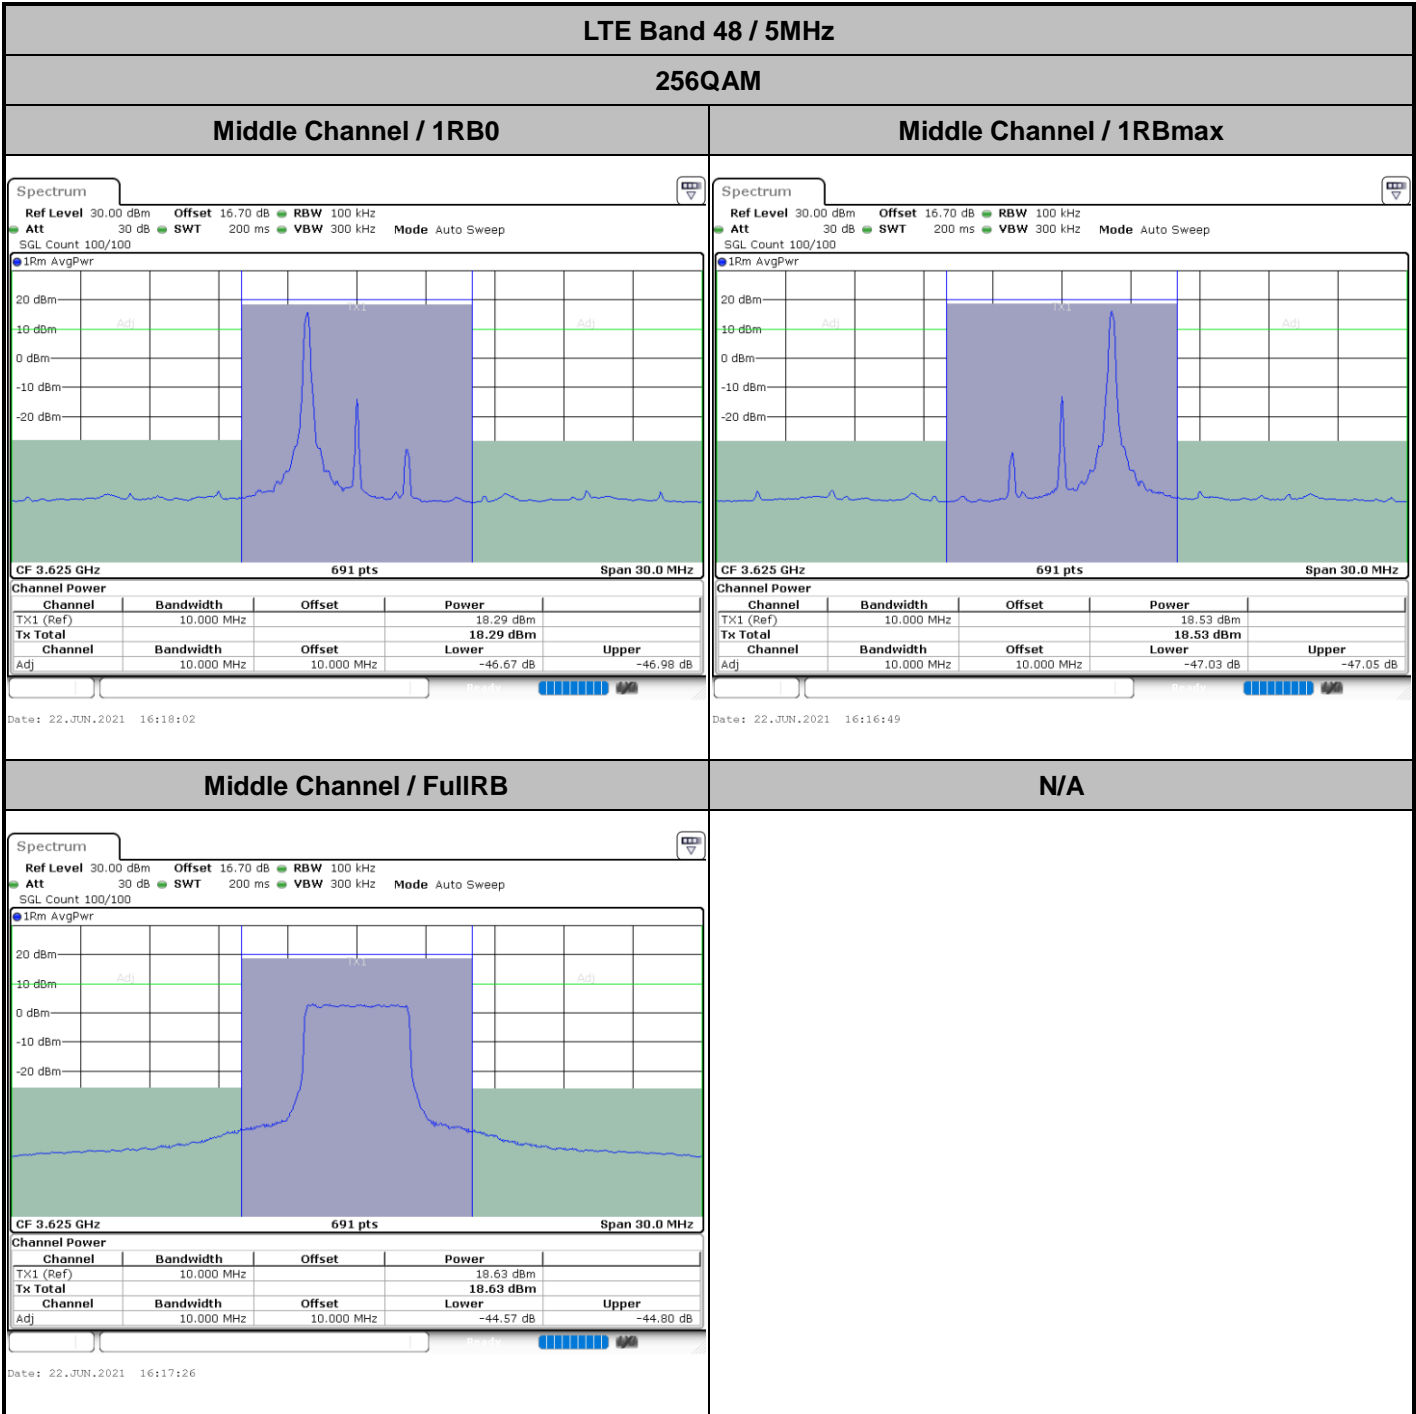 LTE Band 48 / 5MHz
256QAM
Middle Channel / 1RB0
Middle Channel / 1RBmax
Spectrum
Ref Level 30.00 dBm Offset 16.70 dB RBW 100 kHz
Att 30 dB SWT 200 ms VBW 300 kHz Mode Auto Sweep
SGL Count 100/100
1Rm AvgPwr
TX1
20 dBm
Adj
Adj
10 dBm
0 dBm
-10 dBm
-20 dBm
CF 3.625 GHz 691 pts Span 30.0 MHz
Channel Power
Channel Bandwidth Offset Power
TX1 (Ref) 10.000 MHz 18.29 dBm
Tx Total 18.29 dBm
Channel Bandwidth Offset Lower Upper
Adj 10.000 MHz 10.000 MHz -46.67 dB -46.98 dB
Ready
Date: 22.JUN.2021 16:18:02
Spectrum
Ref Level 30.00 dBm Offset 16.70 dB RBW 100 kHz
Att 30 dB SWT 200 ms VBW 300 kHz Mode Auto Sweep
SGL Count 100/100
1Rm AvgPwr
TX1
20 dBm
Adj
Adj
10 dBm
0 dBm
-10 dBm
-20 dBm
CF 3.625 GHz 691 pts Span 30.0 MHz
Channel Power
Channel Bandwidth Offset Power
TX1 (Ref) 10.000 MHz 18.53 dBm
Tx Total 18.53 dBm
Channel Bandwidth Offset Lower Upper
Adj 10.000 MHz 10.000 MHz -47.03 dB -47.05 dB
Ready
Date: 22.JUN.2021 16:16:49
Middle Channel / FullRB
N/A
Spectrum
Ref Level 30.00 dBm Offset 16.70 dB RBW 100 kHz
Att 30 dB SWT 200 ms VBW 300 kHz Mode Auto Sweep
SGL Count 100/100
1Rm AvgPwr
TX1
20 dBm
Adj
Adj
10 dBm
0 dBm
-10 dBm
-20 dBm
CF 3.625 GHz 691 pts Span 30.0 MHz
Channel Power
Channel Bandwidth Offset Power
TX1 (Ref) 10.000 MHz 18.63 dBm
Tx Total 18.63 dBm
Channel Bandwidth Offset Lower Upper
Adj 10.000 MHz 10.000 MHz -44.57 dB -44.80 dB
Ready
Date: 22.JUN.2021 16:17:26